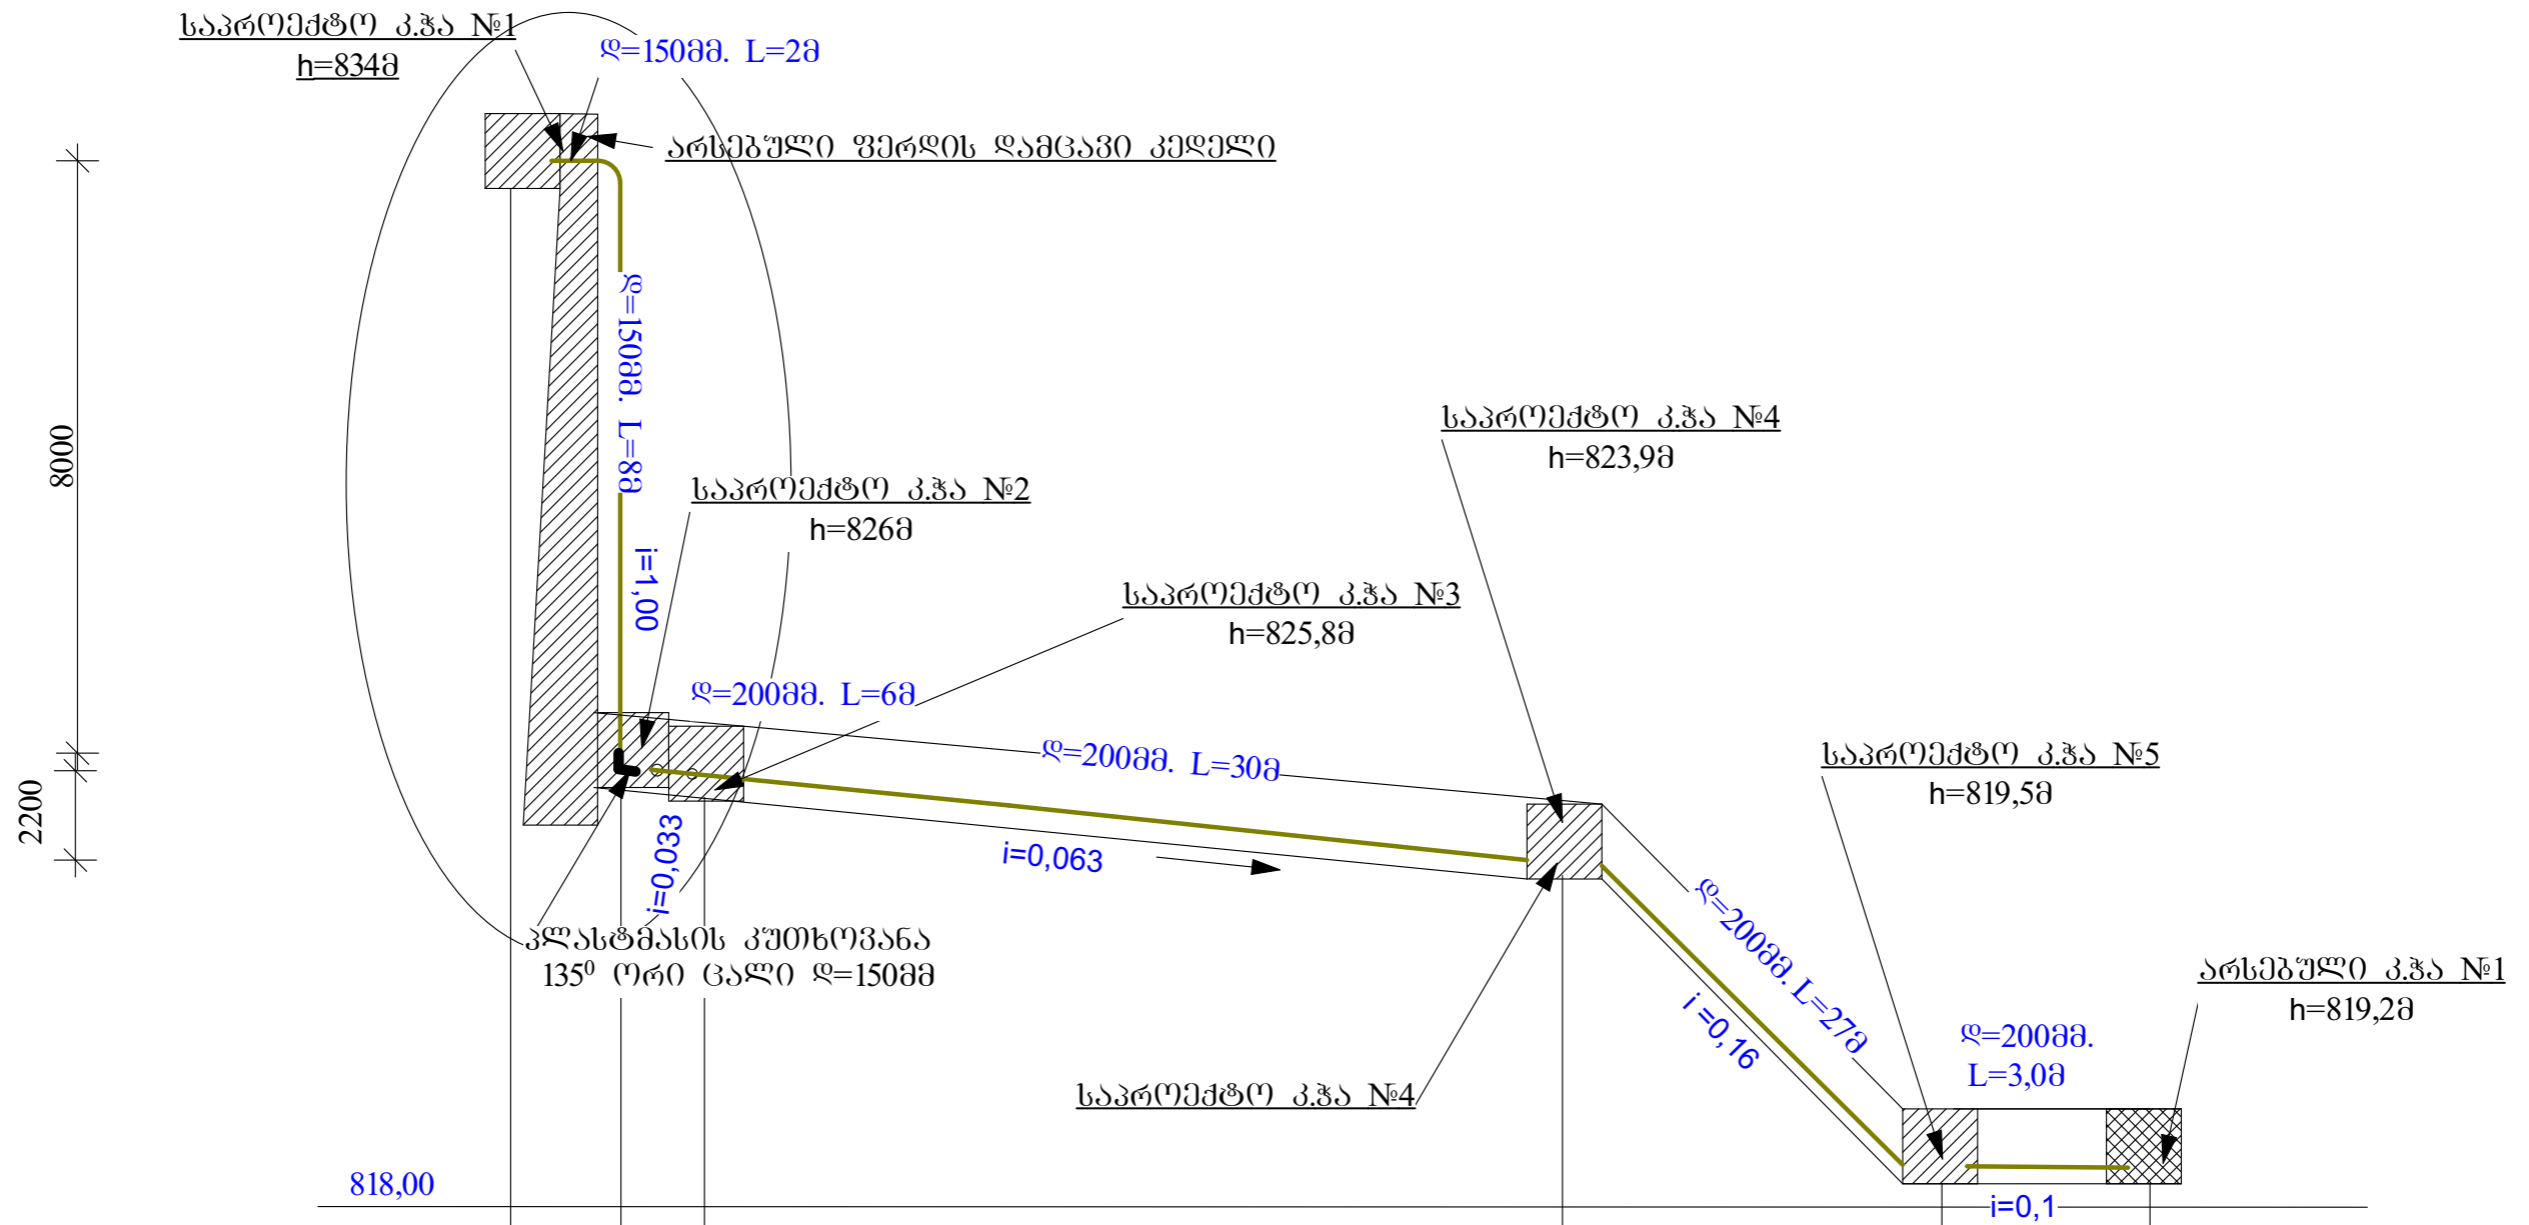 საპროექტო კ.ჭა №1
h=834მ
დ=150მმ. L=2მ
არსებული ფერდის დამცავი კედელი
8000
დ=150მმ. L=8მ
i=1,00
საპროექტო კ.ჭა №2
h=826მ
საპროექტო კ.ჭა №4
h=823,9მ
საპროექტო კ.ჭა №3
h=825,8მ
დ=200მმ. L=6მ
დ=200მმ. L=30მ
საპროექტო კ.ჭა №5
h=819,5მ
2200
i=0,033
i=0,063
დ=200მმ. L=27მ
i =0,16
პლასტმასის კუთხოვანა
135⁰ ორი ცალი დ=150მმ
არსებული კ.ჭა №1
h=819,2მ
დ=200მმ.
L=3,0მ
საპროექტო კ.ჭა №4
818,00
i=0,1